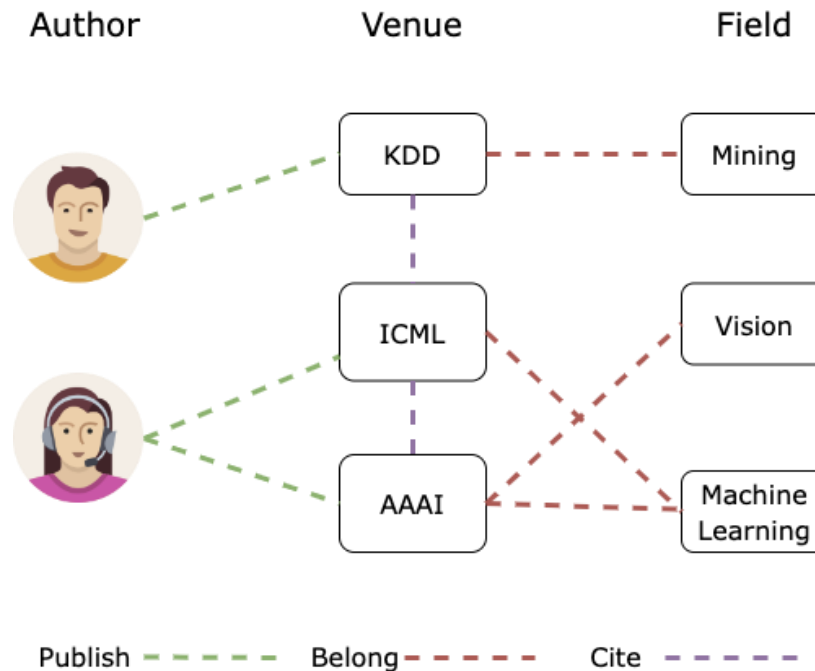 Author Venue Field
KDD Mining
ICML Vision
AAAI Machine
Learning
Publish Belong Cite